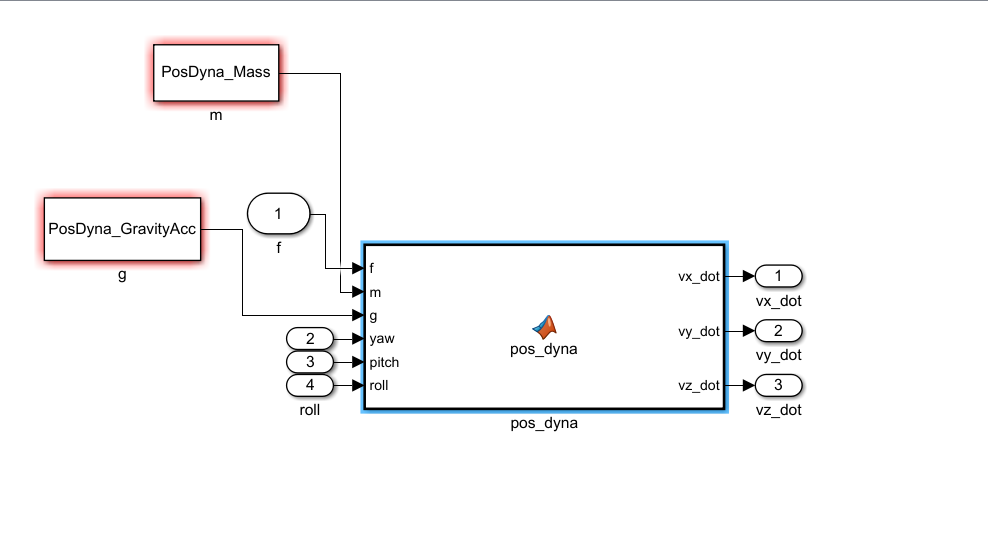 PosDyna_Mass
m
PosDyna_GravityAcc
g
1
f
f
m
g
2
yaw
3
pitch
4
roll
roll
pos_dyna
pos_dyna
vx_dot
1
vx_dot
vy_dot
2
vy_dot
vz_dot
3
vz_dot